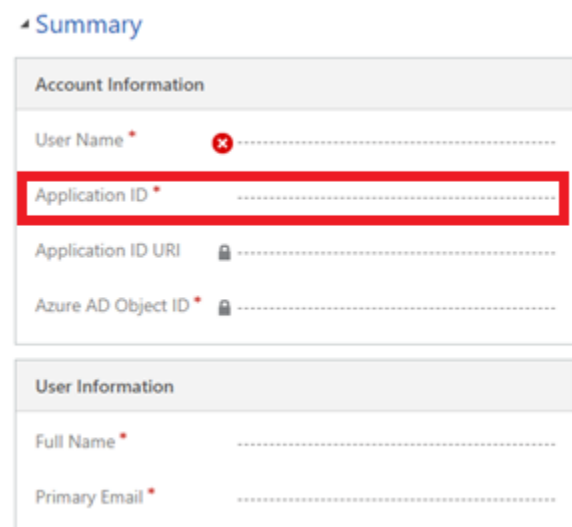 Summary
Account Information
User Name *
Application ID *
Application ID URI
Azure AD Object ID *
User Information
Full Name *
Primary Email *